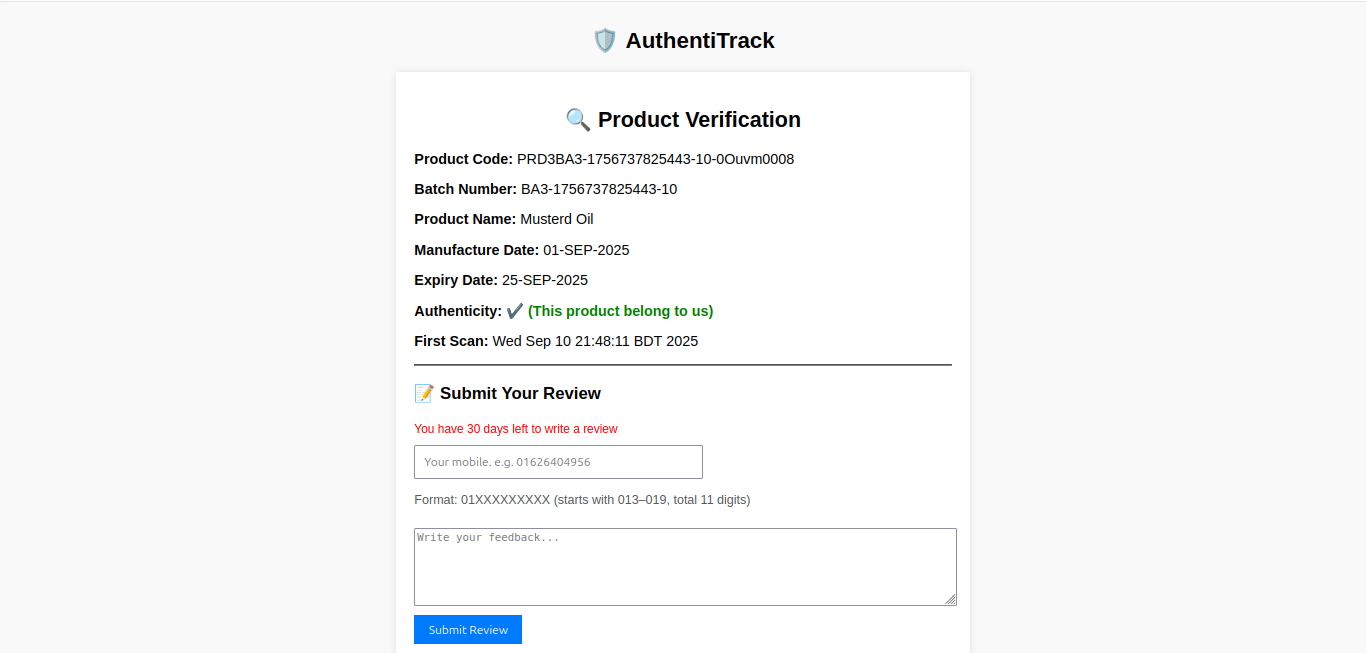 AuthentiTrack
Product Verification
Product Code: PRD3BA3-1756737825443-10-0Ouvm0008
Batch Number: BA3-1756737825443-10
Product Name: Musterd Oil
Manufacture Date: 01-SEP-2025
Expiry Date: 25-SEP-2025
Authenticity: ✔ (This product belong to us)
First Scan: Wed Sep 10 21:48:11 BDT 2025
Submit Your Review
You have 30 days left to write a review
Your mobile. e.g. 01626404956
Format: 01XXXXXXXXX (starts with 013–019, total 11 digits)
Write your feedback...
Submit Review